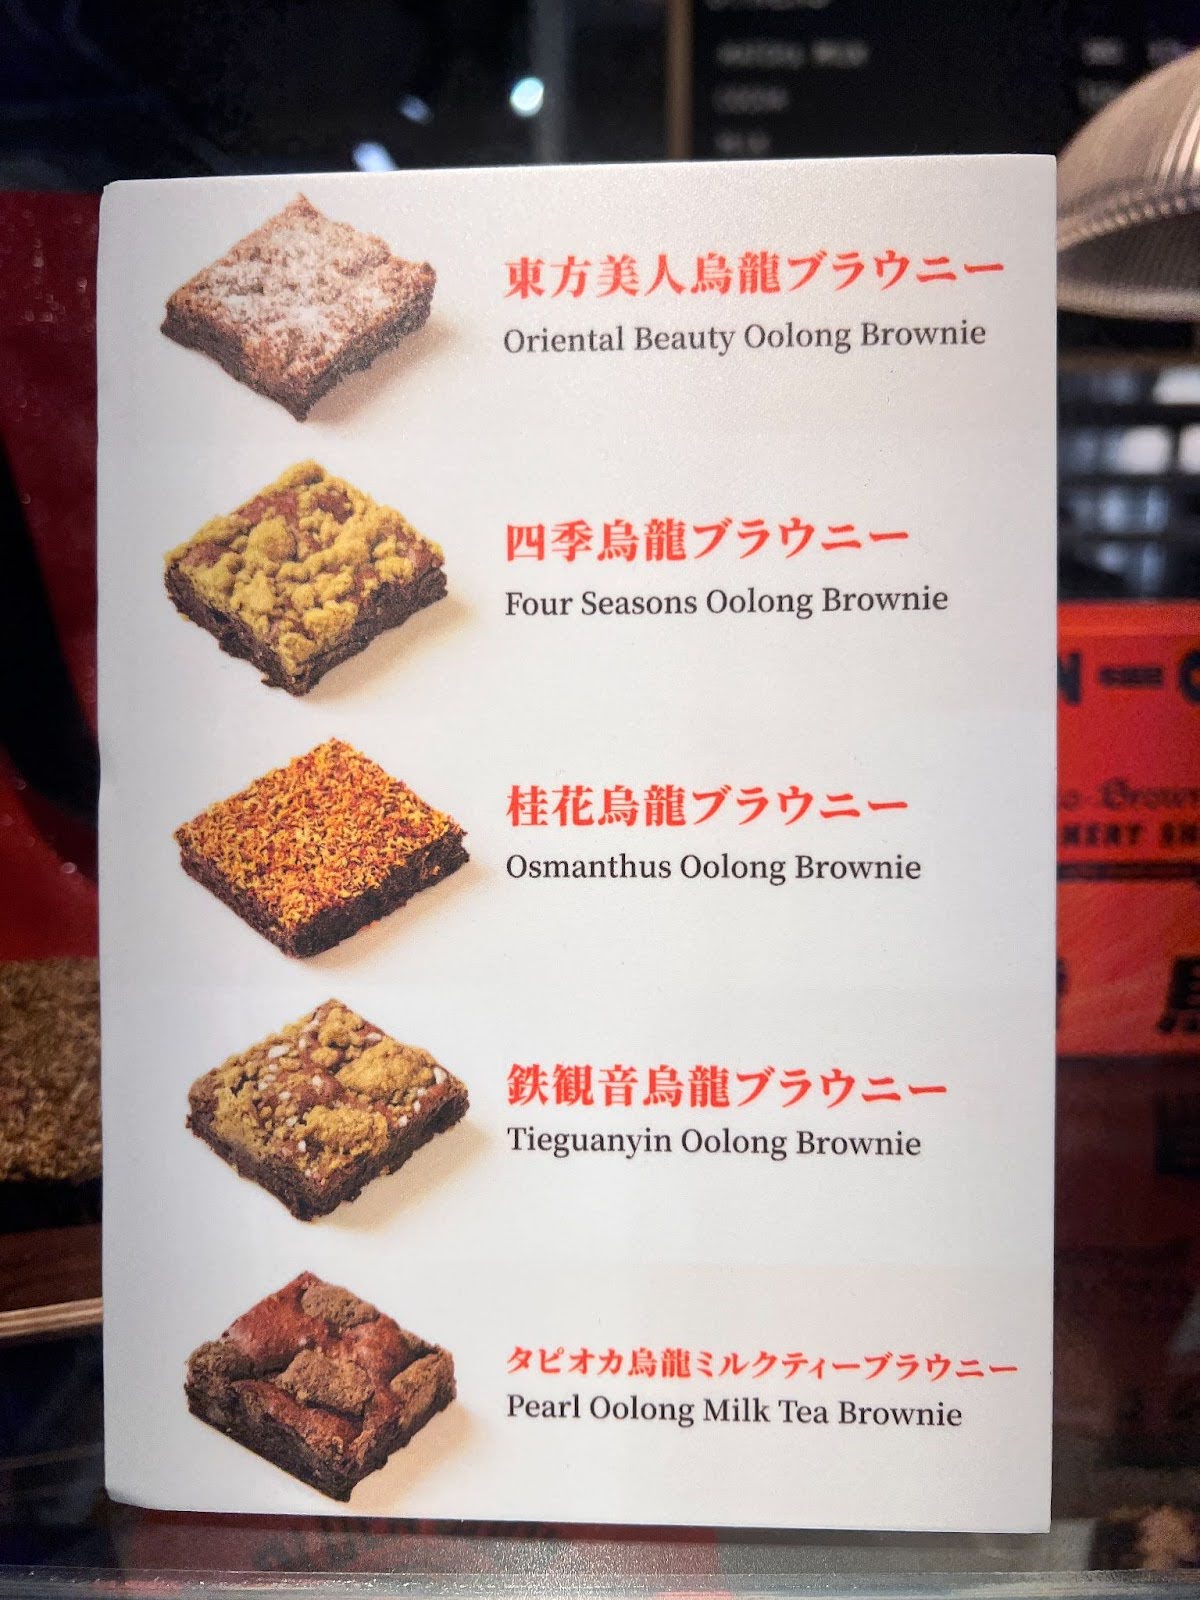 東方美人烏龍ブラウニー
Oriental Beauty Oolong Brownie
四季烏龍ブラウニー
Four Seasons Oolong Brownie
桂花烏龍ブラウニー
Osmanthus Oolong Brownie
鉄観音烏龍ブラウニー
Tieguanyin Oolong Brownie
タピオカ烏龍ミルクティーブラウニー
Pearl Oolong Milk Tea Brownie